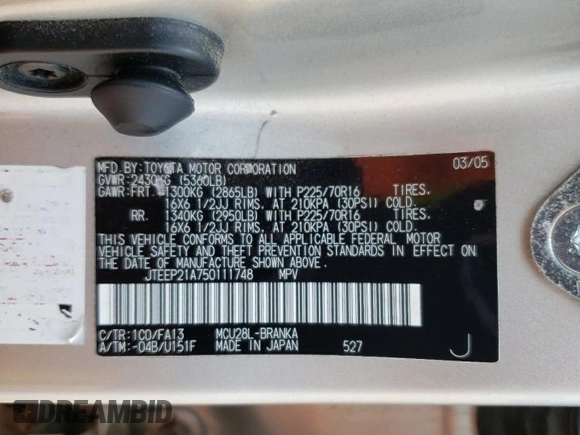 MFD.BY:TOYOTA MOTOR CORPORATION 03/05
GVWR:2430KG (5360LB)
GAWR:FRT. 1300KG (2865LB) WITH P225/70R16 TIRES.
16X6 1/2JJ RIMS. AT 210KPA (30PSI) COLD.
RR. 1340KG (2950LB) WITH P225/70R16 TIRES.
16X6 1/2JJ RIMS. AT 210KPA (30PSI) COLD.
THIS VEHICLE CONFORMS TO ALL APPLICABLE FEDERAL MOTOR
VEHICLE SAFETY AND THEFT PREVENTION STANDARDS IN EFFECT ON
THE DATE OF MANUFACTURE SHOWN ABOVE.
JTEEP21A750111748 MPV
C/TR:1C0/FA13 MCU28L-BRANKA
A/TM:-04B/U151F MADE IN JAPAN 527 J
DREAMBID